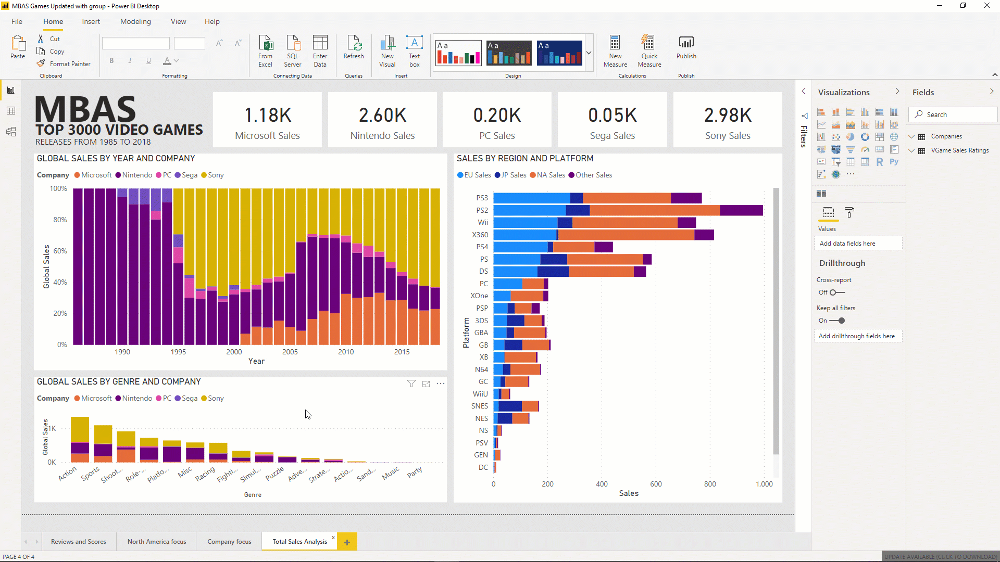 MBAS Games Updated with group - Power BI Desktop
File Home Insert Modeling View Help
Paste
Cut
Copy
Format Painter
Clipboard
B I U A
Formatting
From Excel
SQL Server
Enter Data
Connecting Data
Refresh
Queries
New Visual
Text box
Insert
A a
A a
A a
Design
New Measure
Quick Measure
Calculations
Publish
Publish
MBAS
TOP 3000 VIDEO GAMES
RELEASES FROM 1985 TO 2018
1.18K
Microsoft Sales
2.60K
Nintendo Sales
0.20K
PC Sales
0.05K
Sega Sales
2.98K
Sony Sales
GLOBAL SALES BY YEAR AND COMPANY
Company Microsoft Nintendo PC Sega Sony
100%
80%
60%
40%
20%
0%
Global Sales
1990 1995 2000 2005 2010 2015
Year
GLOBAL SALES BY GENRE AND COMPANY
Company Microsoft Nintendo PC Sega Sony
Global Sales
1K
0K
Action Sports Shoot... Role-... Platfo... Misc Racing Fighti... Simul... Puzzle Adve... Strate... Actio... Sand... Music Party
Genre
SALES BY REGION AND PLATFORM
EU Sales JP Sales NA Sales Other Sales
Platform
PS3
PS2
Wii
X360
PS4
PS
DS
PC
XOne
PSP
3DS
GBA
GB
XB
N64
GC
WiiU
SNES
NES
NS
PSV
GEN
DC
0 200 400 600 800 1,000
Sales
Filters
Visualizations
R Py
...
Values
Add data fields here
Drillthrough
Cross-report
Off
Keep all filters
On
Add drillthrough fields here
Fields
Search
Companies
VGame Sales Ratings
Reviews and Scores North America focus Company focus Total Sales Analysis x +
PAGE 4 OF 4
UPDATE AVAILABLE (CLICK TO DOWNLOAD)